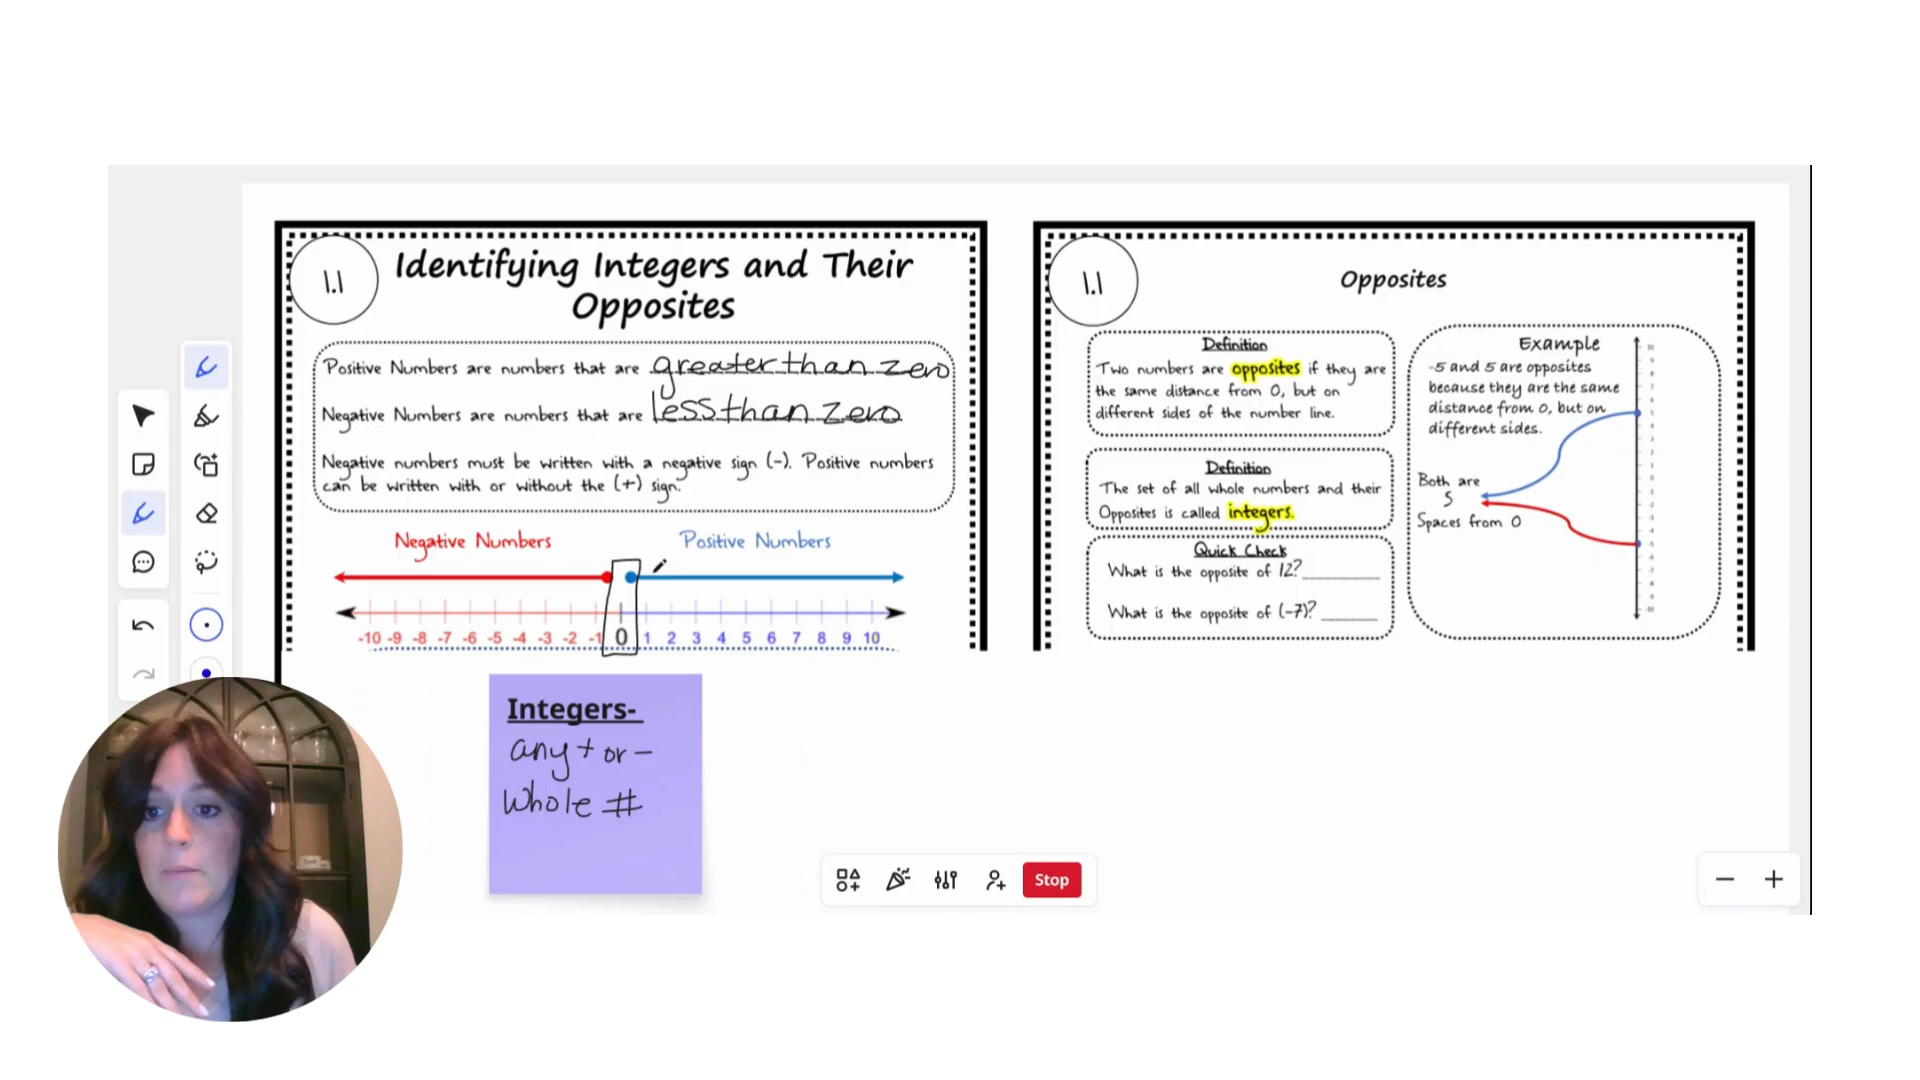 1.1
Identifying Integers and Their
Opposites
Positive Numbers are numbers that are greater than zero
Negative Numbers are numbers that are less than zero
Negative numbers must be written with a negative sign (-). Positive numbers
can be written with or without the (+) sign.
Negative Numbers Positive Numbers
-10 -9 -8 -7 -6 -5 -4 -3 -2 -1 0 1 2 3 4 5 6 7 8 9 10
Integers-
any + or -
Whole #
1.1
Opposites
Definition
Two numbers are opposites if they are
the same distance from 0, but on
different sides of the number line.
Definition
The set of all whole numbers and their
Opposites is called integers.
Quick Check
What is the opposite of 12?________
What is the opposite of (-7)? ______
Example
-5 and 5 are opposites
because they are the same
distance from 0, but on
different sides.
Both are
5
Spaces from 0
Stop